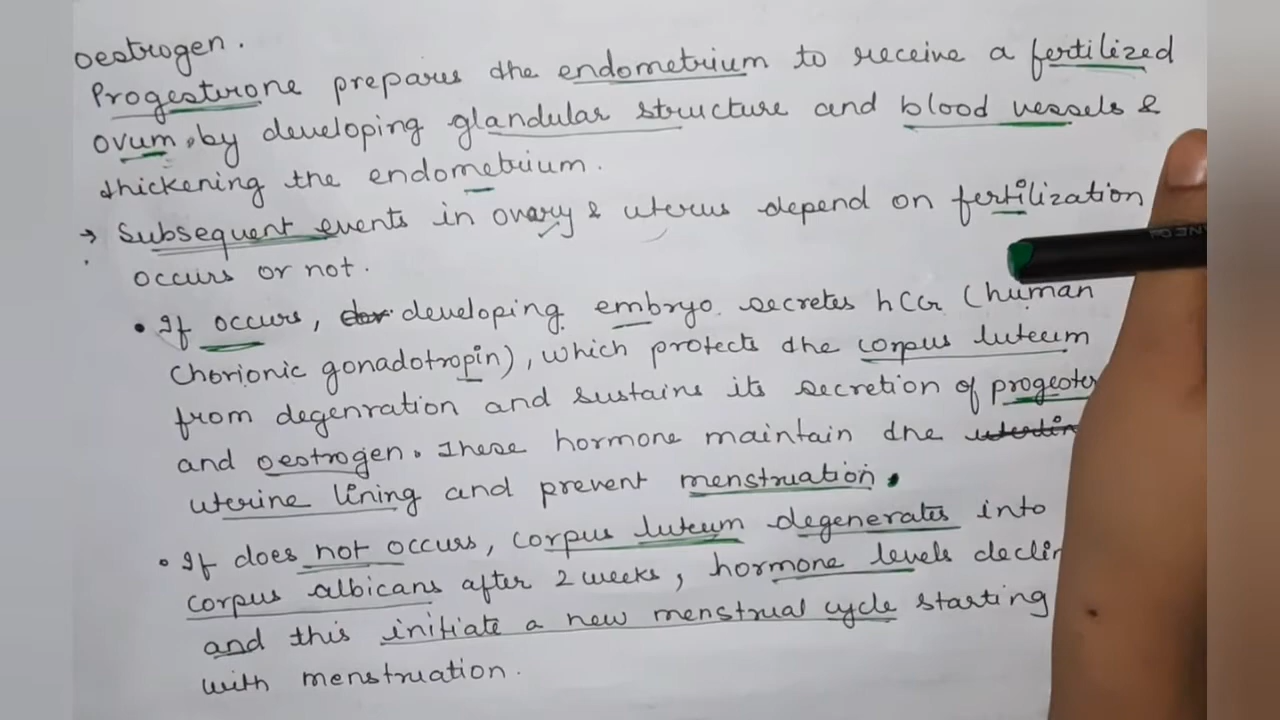 oestrogen.
Progesterone prepares the endometrium to receive a fertilized
ovum, by developing glandular structure and blood vessels &
thickening the endometrium.
→ Subsequent events in ovary & uterus depend on fertilization
occurs or not.
• If occurs, developing embryo secretes hCG (human
Chorionic gonadotropin), which protects the corpus luteum
from degenration and sustains its secretion of progester
and oestrogen. These hormone maintain the uterin
uterine lining and prevent menstruation.
• If does not occurs, corpus luteum degenerates into
corpus albicans after 2 weeks, hormone levels declin
and this initiate a new menstrual cycle starting
with menstruation.